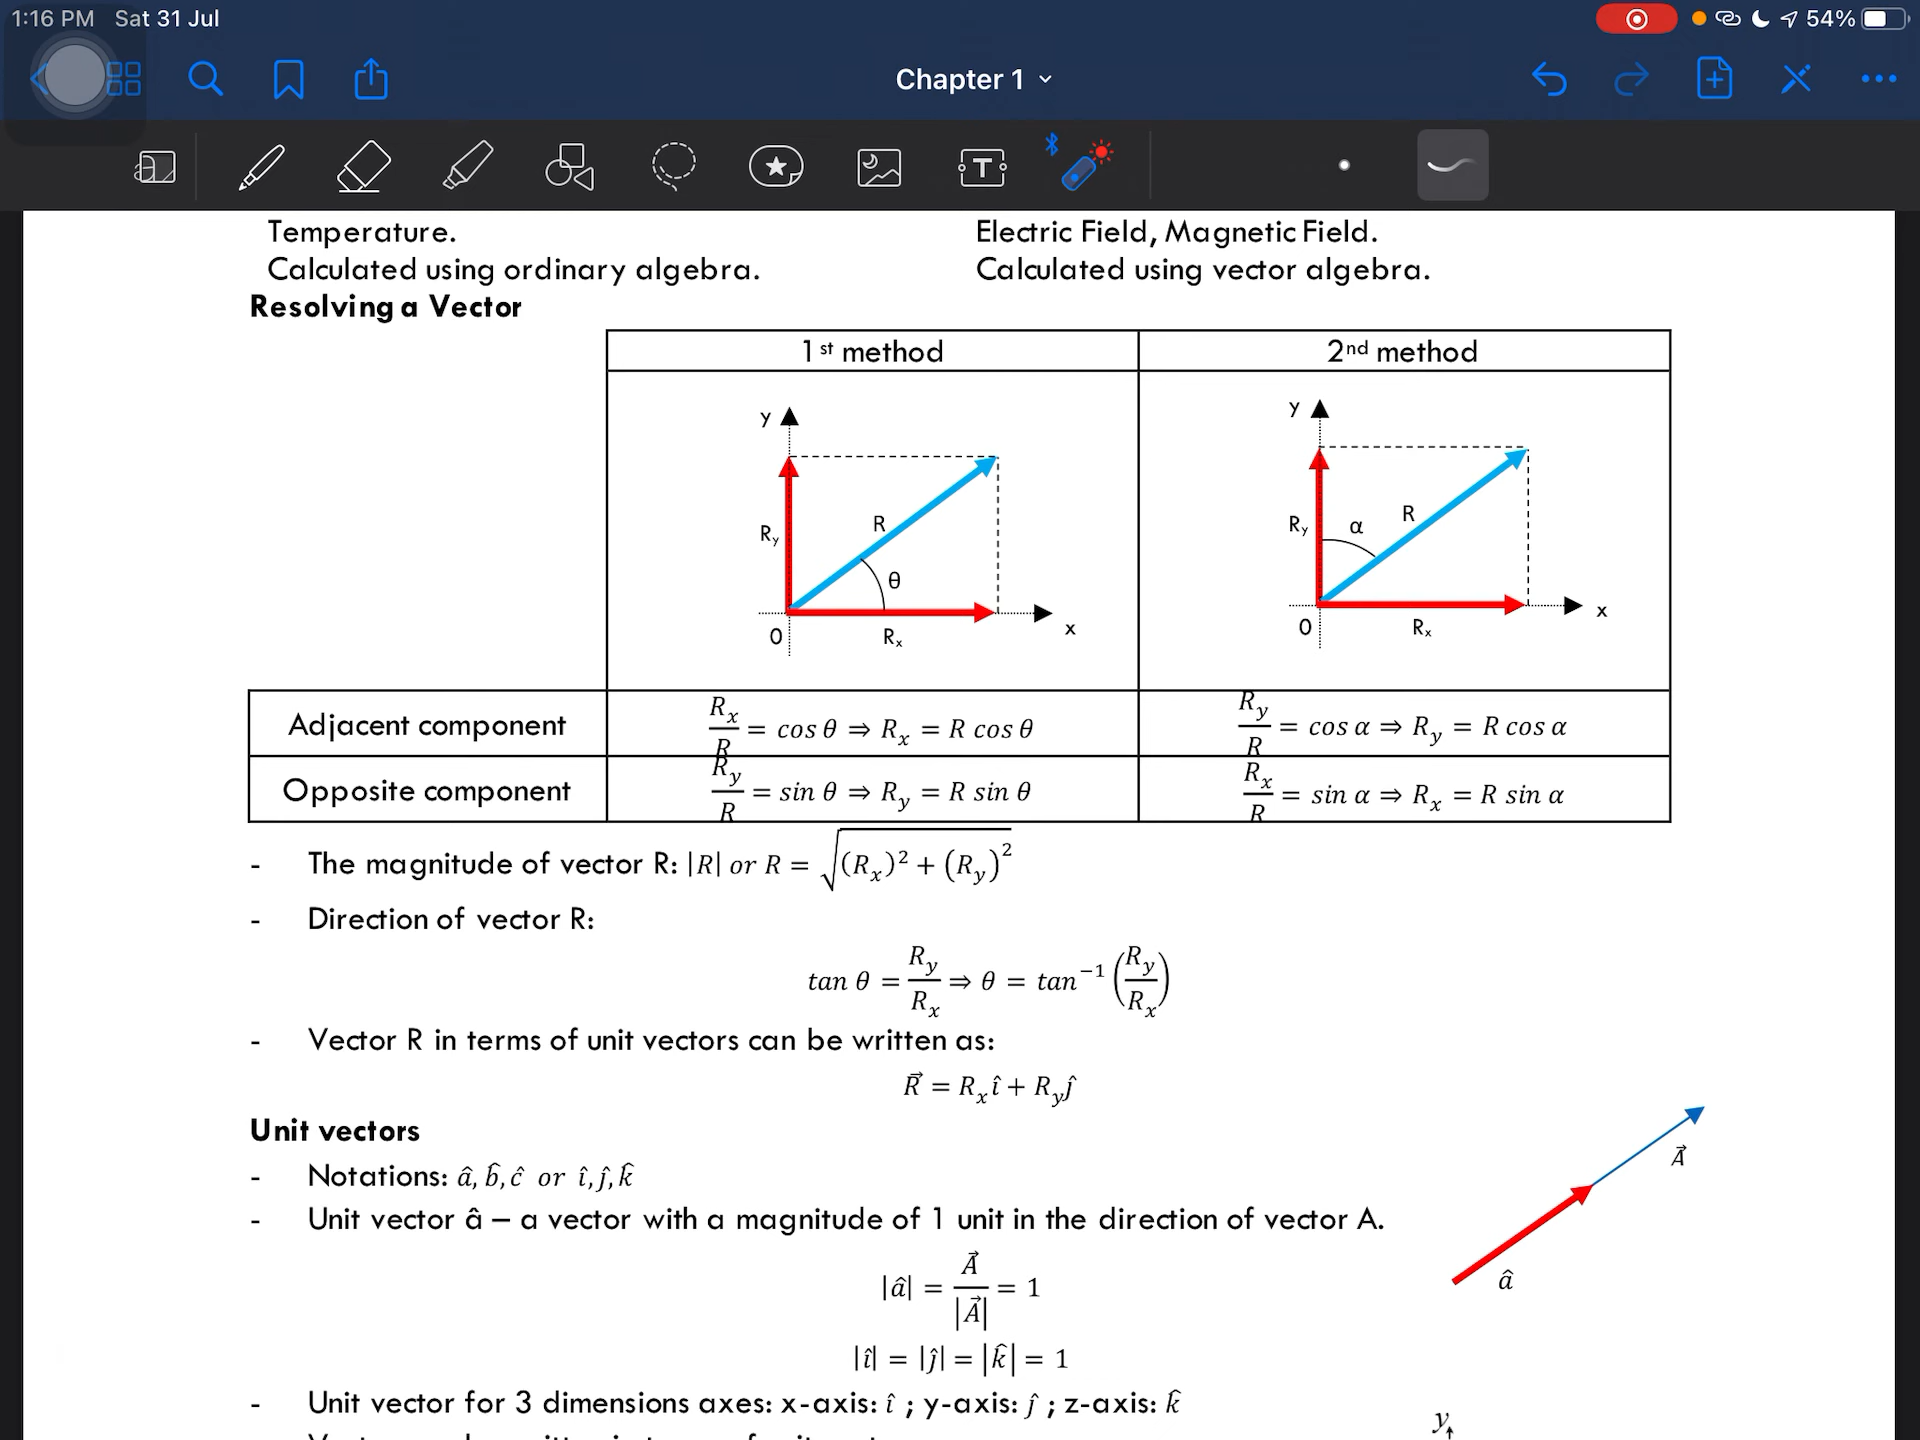 1:16 PM Sat 31 Jul
54%
Chapter 1
T
Temperature.
Calculated using ordinary algebra.
Electric Field, Magnetic Field.
Calculated using vector algebra.
Resolving a Vector
1st method
2nd method
y
R
Ry
θ
0
Rx
x
y
R
Ry
α
0
Rx
x
Adjacent component
Rx/R = cos θ ⇒ Rx = R cos θ
Ry/R = cos α ⇒ Ry = R cos α
Opposite component
Ry/R = sin θ ⇒ Ry = R sin θ
Rx/R = sin α ⇒ Rx = R sin α
- The magnitude of vector R: |R| or R = √((Rx)² + (Ry)²)
- Direction of vector R:
tan θ = Ry/Rx ⇒ θ = tan⁻¹(Ry/Rx)
- Vector R in terms of unit vectors can be written as:
R⃗ = Rx î + Ry ĵ
Unit vectors
- Notations: â, b̂, ĉ or î, ĵ, k̂
- Unit vector â – a vector with a magnitude of 1 unit in the direction of vector A.
|â| = A⃗/|A⃗| = 1
|î| = |ĵ| = |k̂| = 1
A⃗
â
- Unit vector for 3 dimensions axes: x-axis: î ; y-axis: ĵ ; z-axis: k̂
y